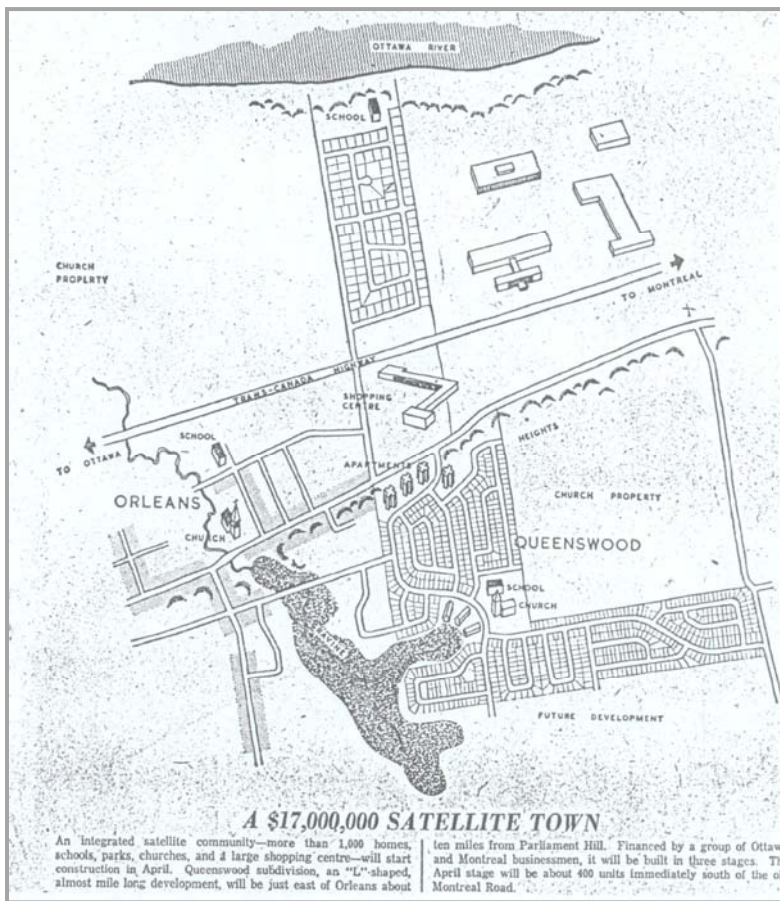 OTTAWA RIVER
SCHOOL
CHURCH
PROPERTY
TO MONTREAL
TRANS-CANADA HIGHWAY
SHOPPING
CENTRE
SCHOOL
TO OTTAWA
HEIGHTS
APARTMENTS
ORLEANS
CHURCH PROPERTY
CHURCH
QUEENSWOOD
SCHOOL
CHURCH
RAVINE
FUTURE DEVELOPMENT
A $17,000,000 SATELLITE TOWN
An integrated satellite community—more than 1,000 homes,
schools, parks, churches, and a large shopping centre—will start
construction in April. Queenswood subdivision, an "L"-shaped,
almost mile long development, will be just east of Orleans about
ten miles from Parliament Hill. Financed by a group of Ottaw
and Montreal businessmen, it will be built in three stages. Th
April stage will be about 400 units immediately south of the o
Montreal Road.